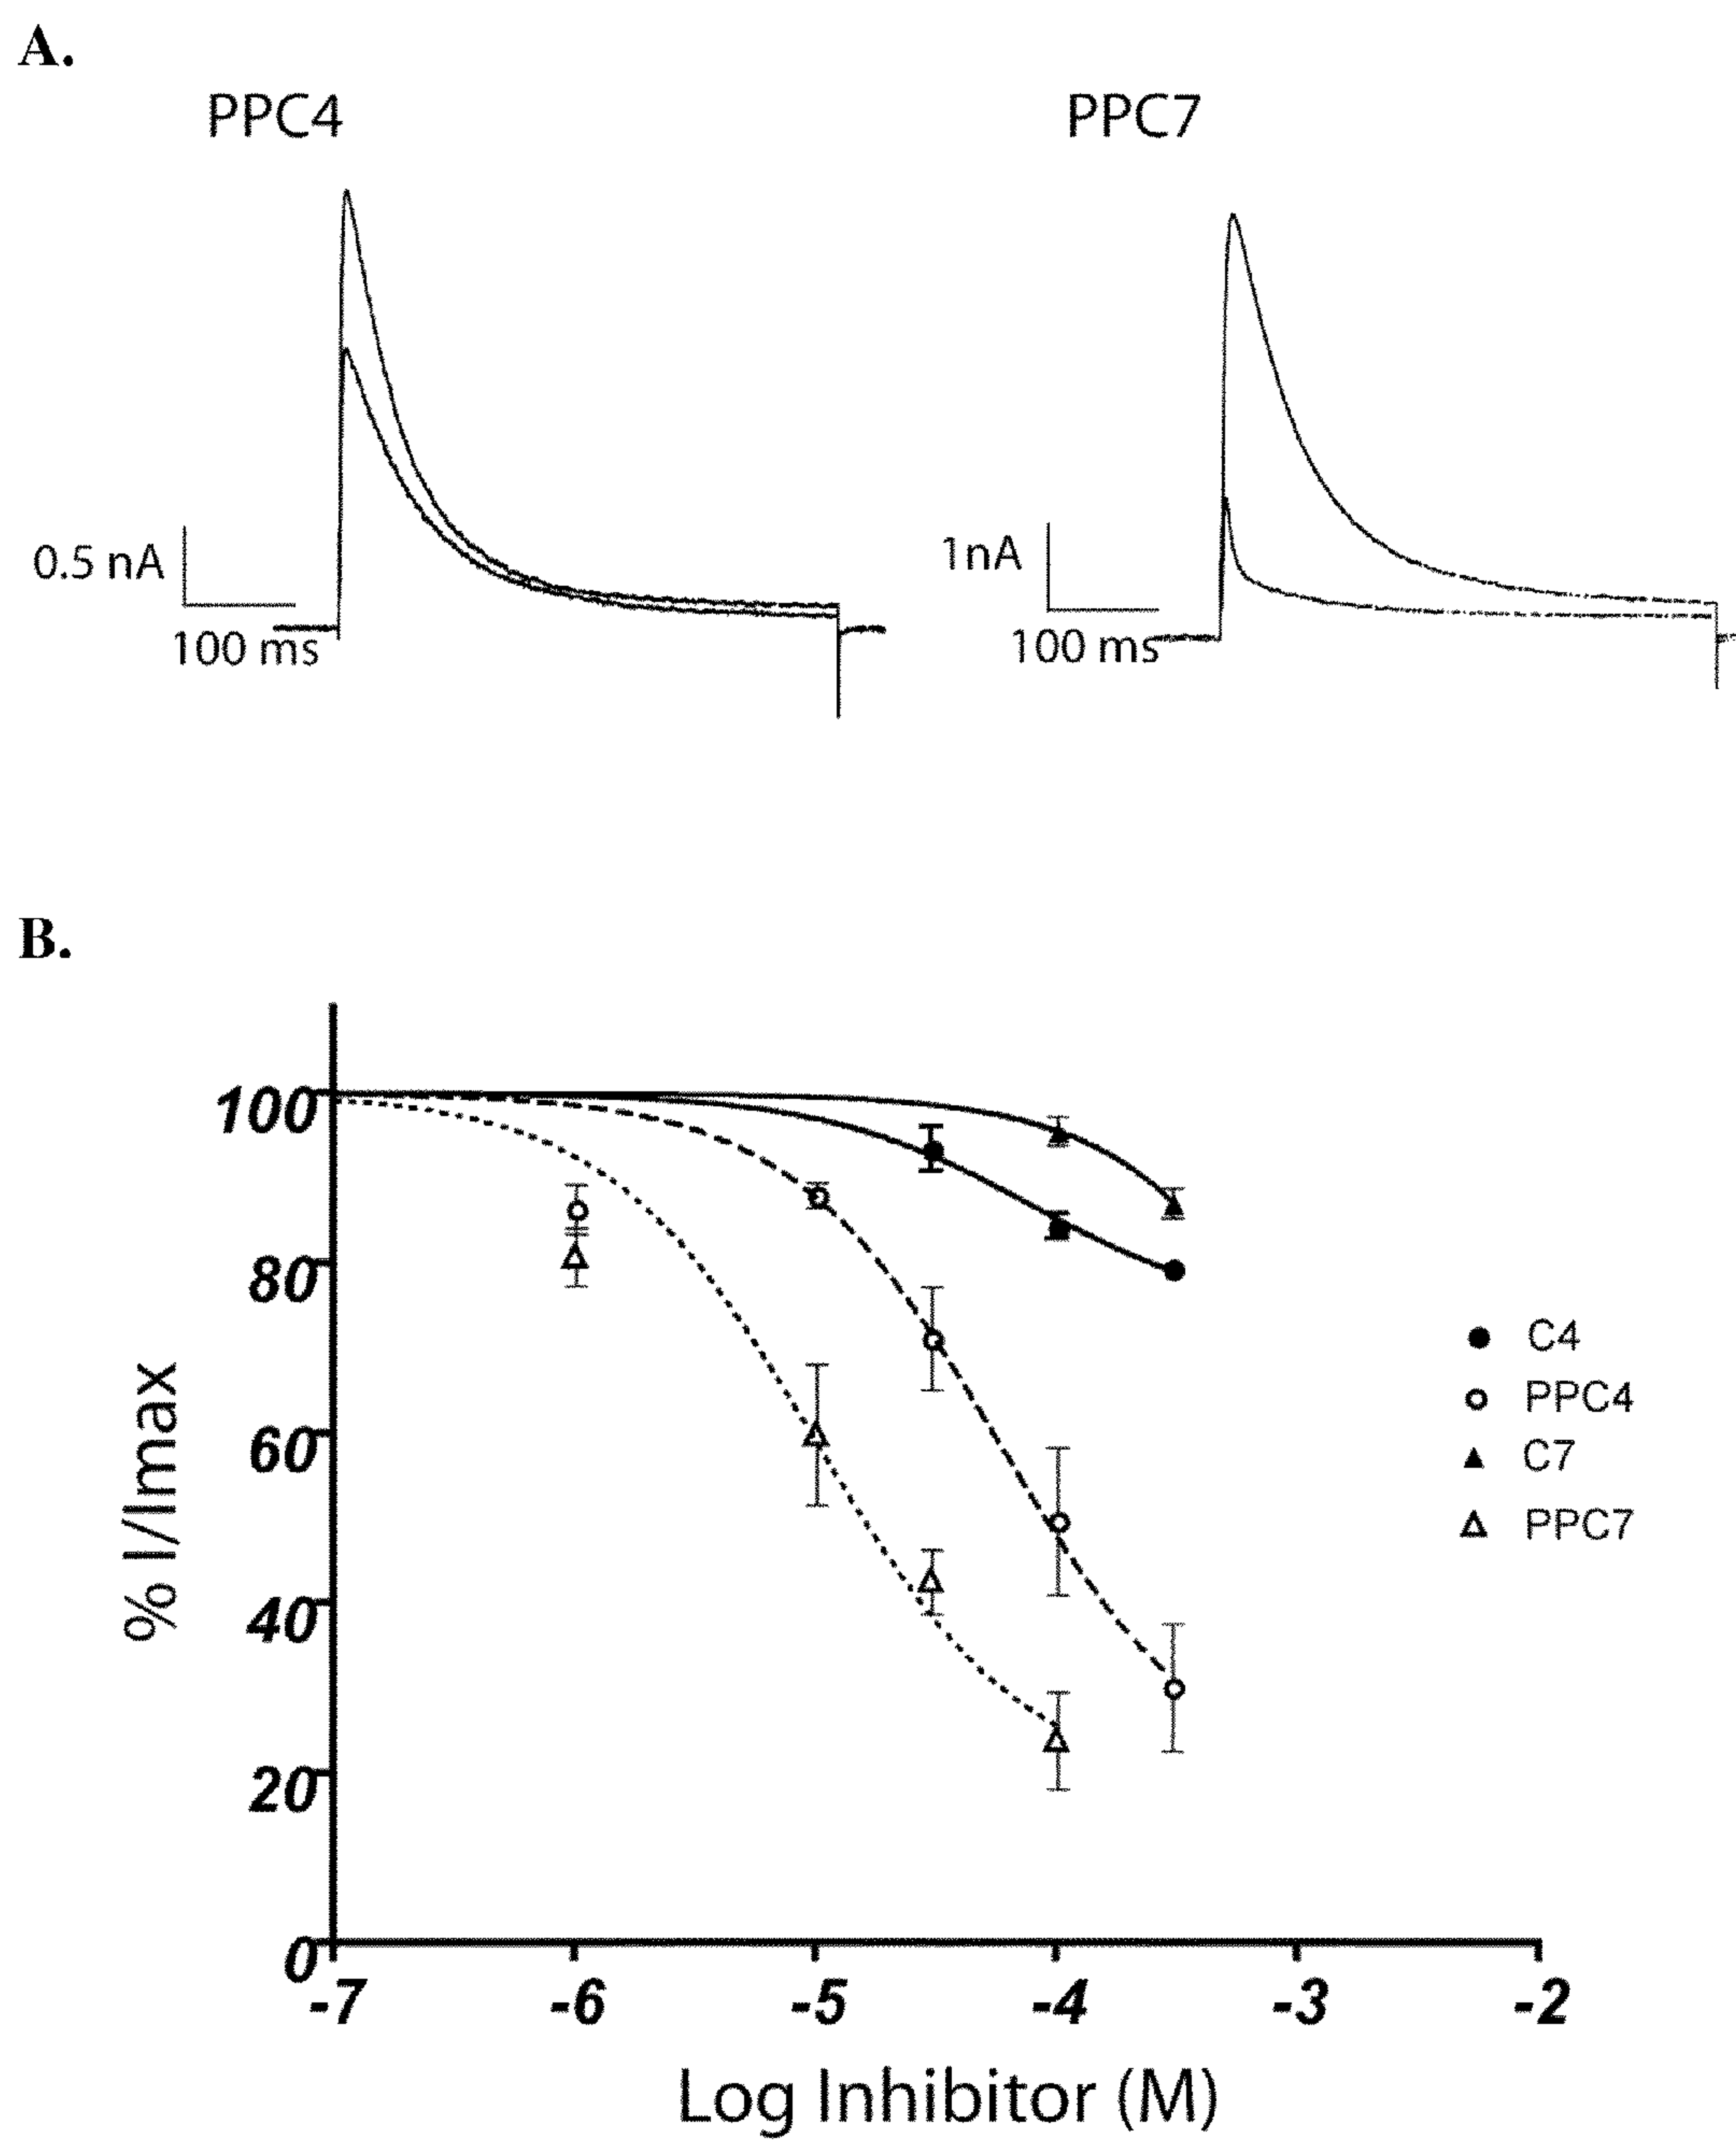 A.
PPC4
PPC7
0.5 nA
100 ms
1nA
100 ms
B.
100
80
60
40
20
0
% I/Imax
-7
-6
-5
-4
-3
-2
Log Inhibitor (M)
C4
PPC4
C7
PPC7